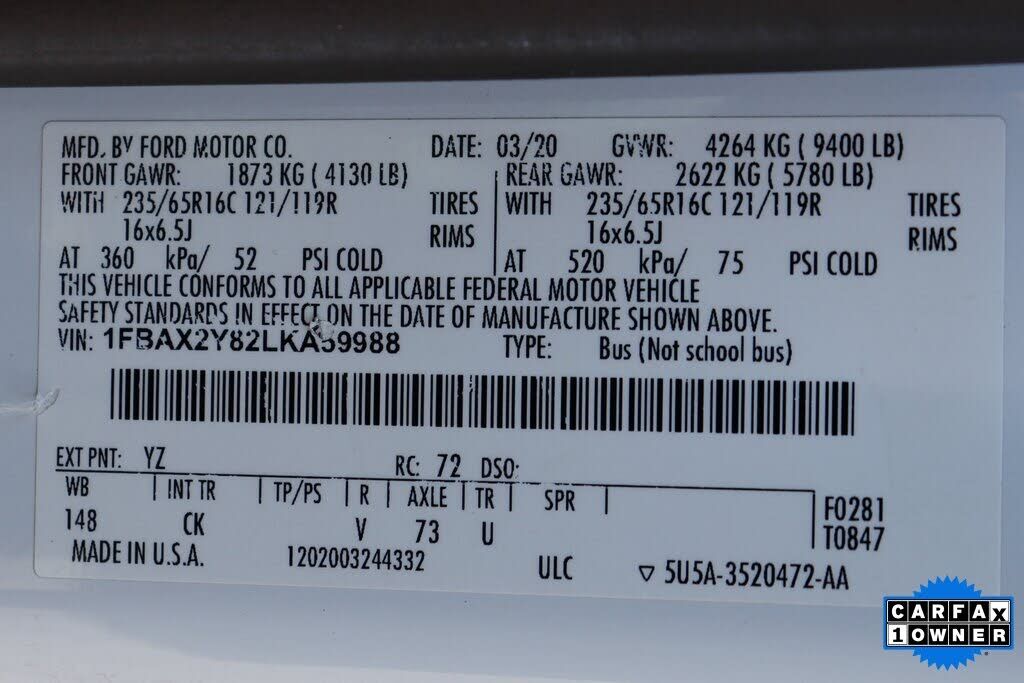 MFD. BY FORD MOTOR CO. DATE: 03/20 GVWR: 4264 KG ( 9400 LB)
FRONT GAWR: 1873 KG ( 4130 LB) REAR GAWR: 2622 KG ( 5780 LB)
WITH 235/65R16C 121/119R TIRES WITH 235/65R16C 121/119R TIRES
16x6.5J RIMS 16x6.5J RIMS
AT 360 kPa/ 52 PSI COLD AT 520 kPa/ 75 PSI COLD
THIS VEHICLE CONFORMS TO ALL APPLICABLE FEDERAL MOTOR VEHICLE
SAFETY STANDARDS IN EFFECT ON THE DATE OF MANUFACTURE SHOWN ABOVE.
VIN: TYPE: Bus (Not school bus)
EXT PNT: YZ RC: 72 DSO:
WB INT TR TP/PS R AXLE TR SPR F0281
148 CK V 73 U T0847
MADE IN U.S.A. 1202003244332 ULC ▽ 5U5A-3520472-AA
CARFAX
1 OWNER